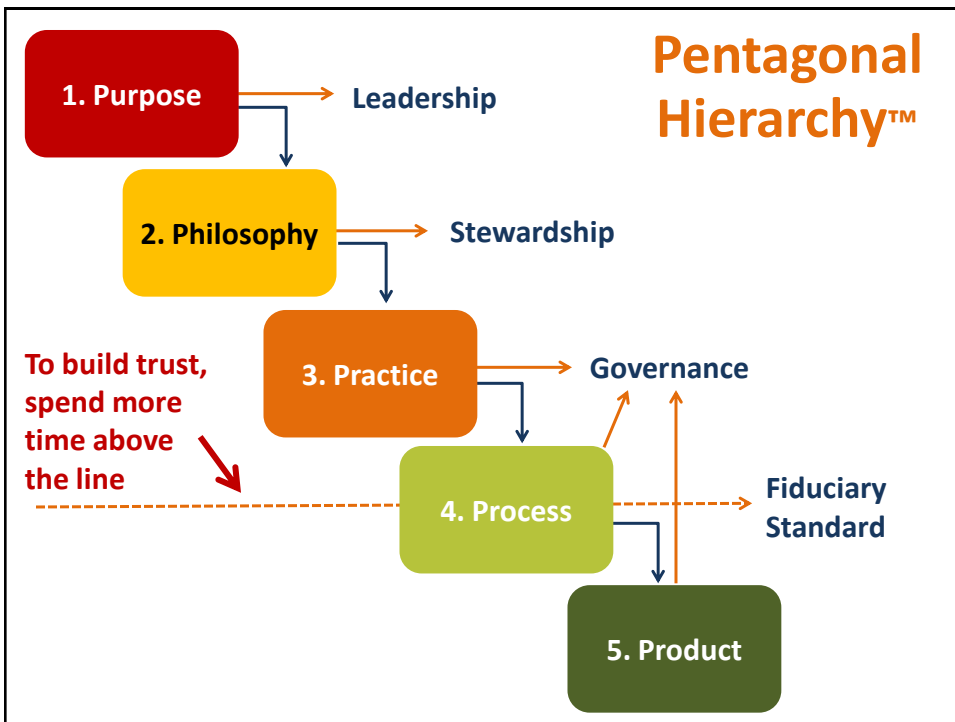 Pentagonal
Hierarchy™
1. Purpose
Leadership
2. Philosophy
Stewardship
3. Practice
Governance
To build trust,
spend more
time above
the line
4. Process
Fiduciary
Standard
5. Product